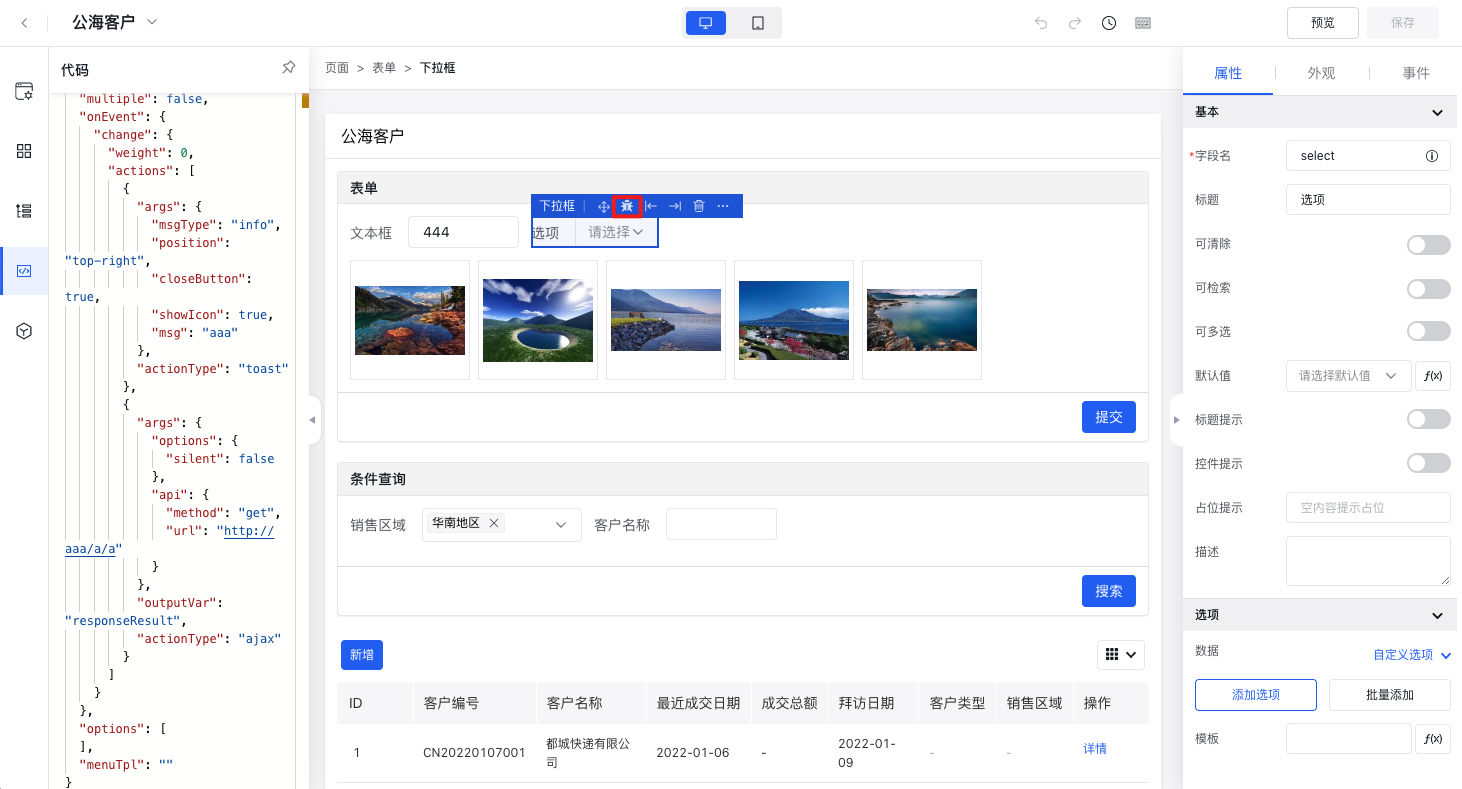 公海客户
预览
保存
代码
"multiple": false,
"onEvent": {
"change": {
"weight": 0,
"actions": [
{
"args": {
"msgType": "info",
"position":
"top-right",
"closeButton":
true,
"showIcon": true,
"msg": "aaa"
},
"actionType": "toast"
},
{
"args": {
"options": {
"silent": false
},
"api": {
"method": "get",
"url": "http://
aaa/a/a"
}
},
"outputVar":
"responseResult",
"actionType": "ajax"
}
]
}
},
"options": [
],
"menuTpl": ""
}
页面 > 表单 > 下拉框
公海客户
表单
下拉框
文本框 444 选项 请选择
提交
条件查询
销售区域 华南地区 客户名称
搜索
新增
ID 客户编号 客户名称 最近成交日期 成交总额 拜访日期 客户类型 销售区域 操作
1 CN20220107001 都城快递有限公司 2022-01-06 - 2022-01-09 - - 详情
属性 外观 事件
基本
*字段名 select
标题 选项
可清除
可检索
可多选
默认值 请选择默认值 f(x)
标题提示
控件提示
占位提示 空内容提示占位
描述
选项
数据 自定义选项
添加选项 批量添加
模板 f(x)